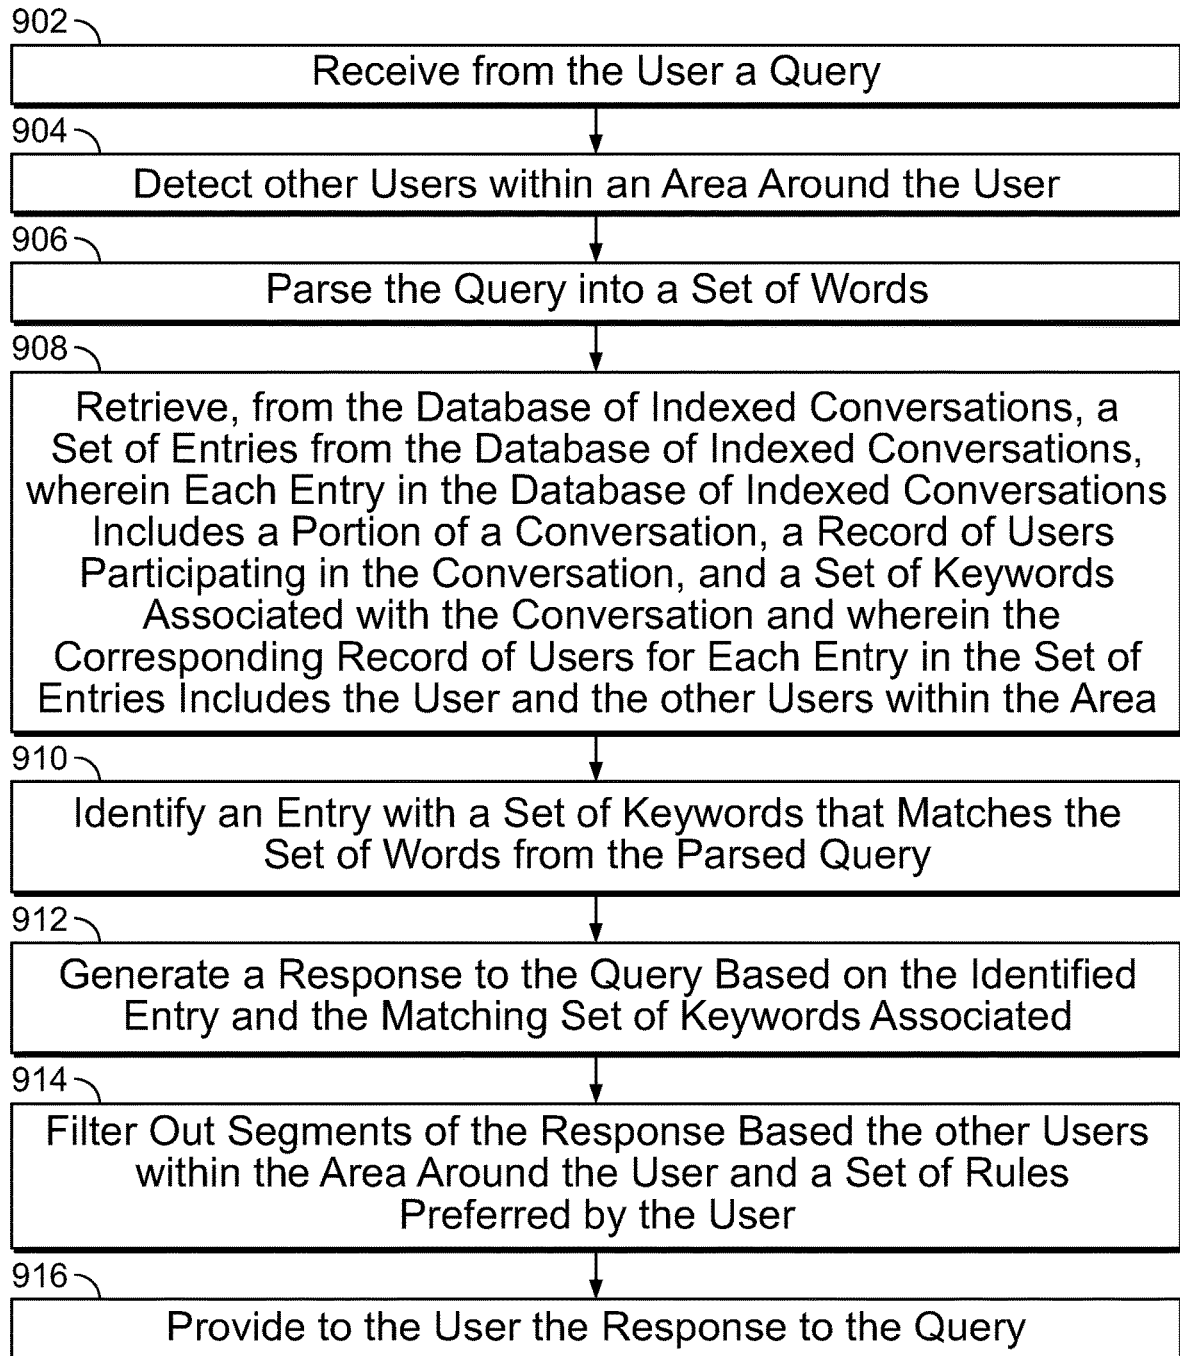 902
Receive from the User a Query
904
Detect other Users within an Area Around the User
906
Parse the Query into a Set of Words
908
Retrieve, from the Database of Indexed Conversations, a
Set of Entries from the Database of Indexed Conversations,
wherein Each Entry in the Database of Indexed Conversations
Includes a Portion of a Conversation, a Record of Users
Participating in the Conversation, and a Set of Keywords
Associated with the Conversation and wherein the
Corresponding Record of Users for Each Entry in the Set of
Entries Includes the User and the other Users within the Area
910
Identify an Entry with a Set of Keywords that Matches the
Set of Words from the Parsed Query
912
Generate a Response to the Query Based on the Identified
Entry and the Matching Set of Keywords Associated
914
Filter Out Segments of the Response Based the other Users
within the Area Around the User and a Set of Rules
Preferred by the User
916
Provide to the User the Response to the Query